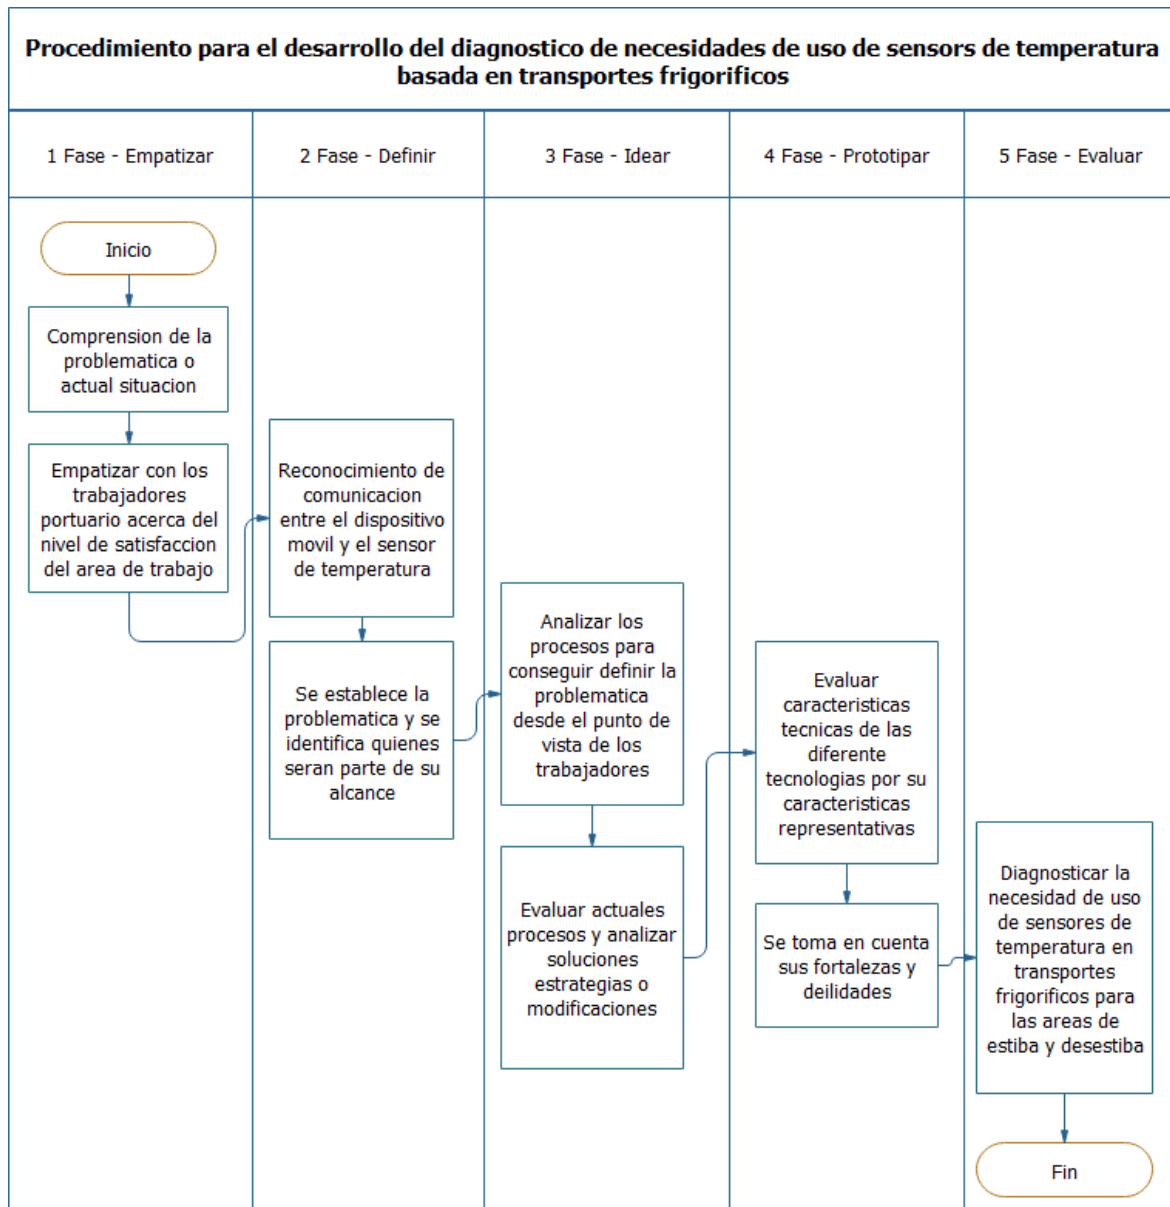 Procedimiento para el desarrollo del diagnostico de necesidades de uso de sensors de temperatura
basada en transportes frigorificos
1 Fase - Empatizar
2 Fase - Definir
3 Fase - Idear
4 Fase - Prototipar
5 Fase - Evaluar
Inicio
Comprension de la
problematica o
actual situacion
Empatizar con los
trabajadores
portuario acerca del
nivel de satisfaccion
del area de trabajo
Reconocimiento de
comunicacion
entre el dispositivo
movil y el sensor
de temperatura
Se establece la
problematica y se
identifica quienes
seran parte de su
alcance
Analizar los
procesos para
conseguir definir la
problematica
desde el punto de
vista de los
trabajadores
Evaluar actuales
procesos y analizar
soluciones
estrategias o
modificaciones
Evaluar
caracteristicas
tecnicas de las
diferente
tecnologias por su
caracteristicas
representativas
Se toma en cuenta
sus fortalezas y
deilidades
Diagnosticar la
necesidad de uso
de sensores de
temperatura en
transportes
frigorificos para
las areas de
estiba y desestiba
Fin